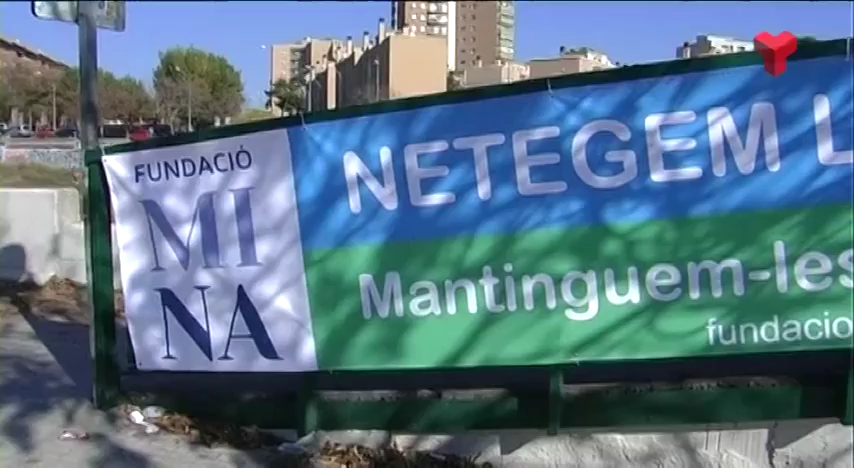 FUNDACIÓ
MI
NA
NETEGEM L
Mantinguem-les
fundacio